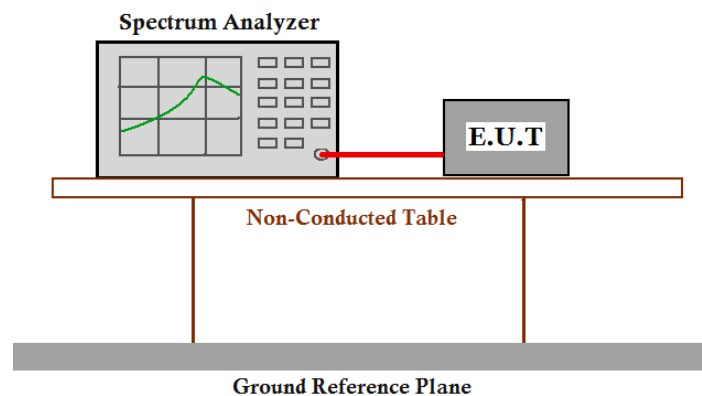 Spectrum Analyzer
E.U.T
Non-Conducted Table
Ground Reference Plane